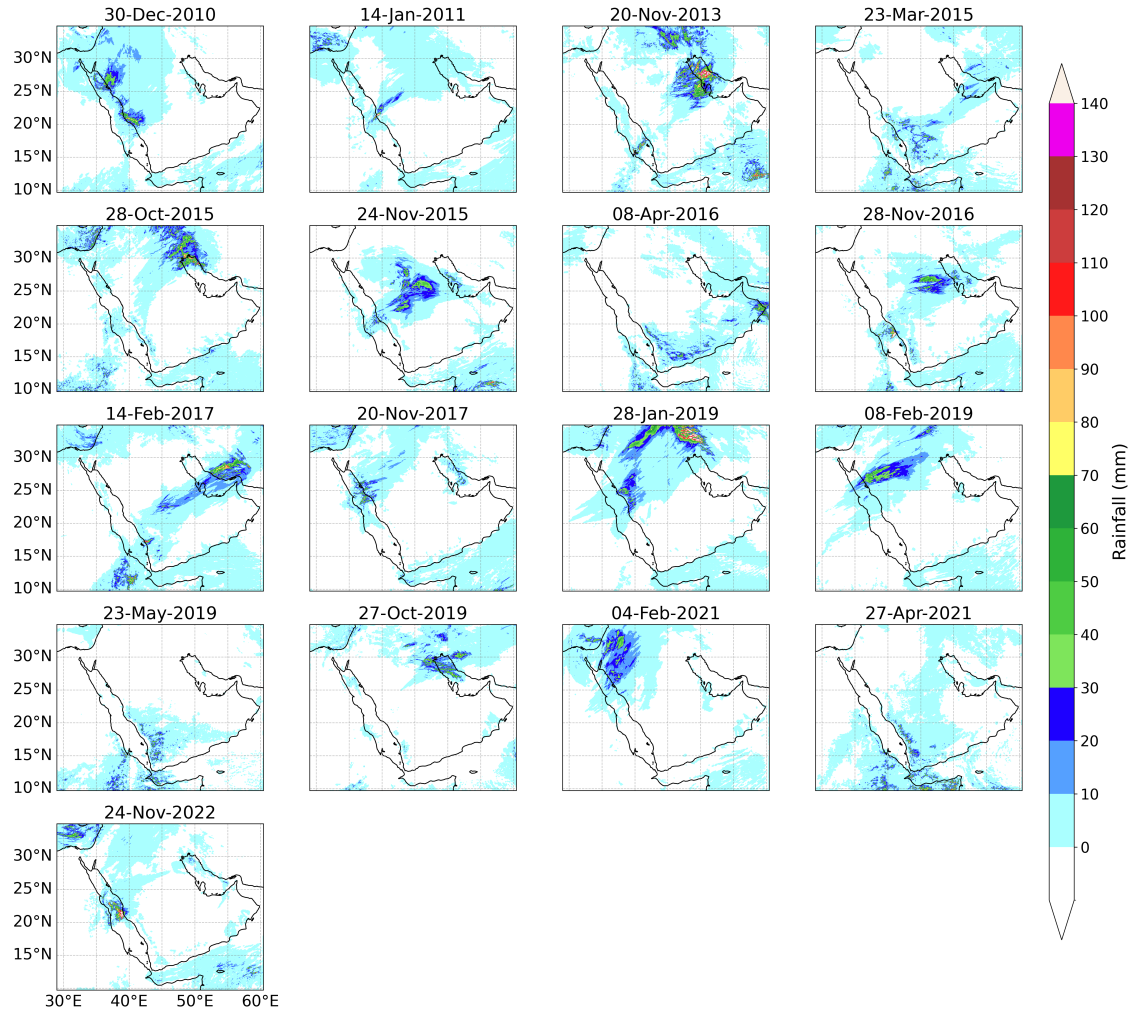 30-Dec-2010 14-Jan-2011 20-Nov-2013 23-Mar-2015
30°N
25°N
20°N
15°N
10°N
28-Oct-2015 24-Nov-2015 08-Apr-2016 28-Nov-2016
30°N
25°N
20°N
15°N
10°N
14-Feb-2017 20-Nov-2017 28-Jan-2019 08-Feb-2019
30°N
25°N
20°N
15°N
10°N
23-May-2019 27-Oct-2019 04-Feb-2021 27-Apr-2021
30°N
25°N
20°N
15°N
10°N
24-Nov-2022
30°N
25°N
20°N
15°N
30°E 40°E 50°E 60°E
140
130
120
110
100
90
80
70
60
50
40
30
20
10
0
Rainfall (mm)